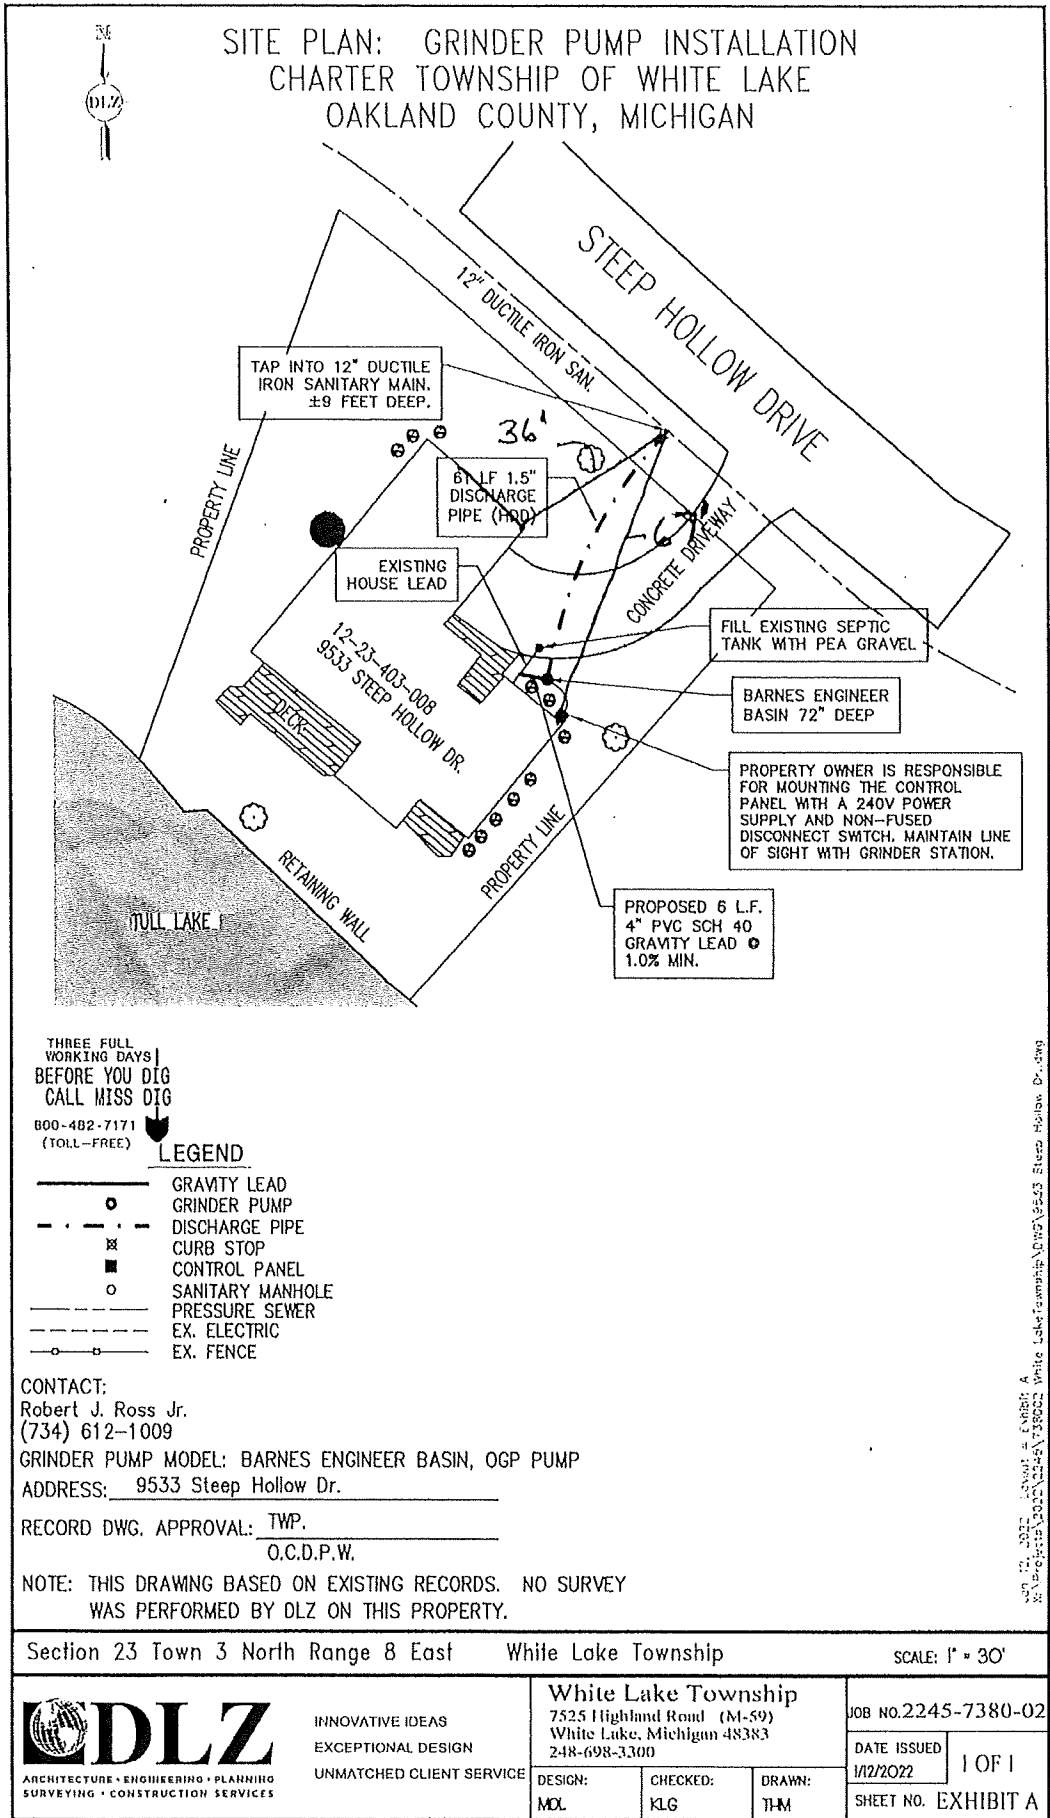 N
DLZ
SITE PLAN: GRINDER PUMP INSTALLATION
CHARTER TOWNSHIP OF WHITE LAKE
OAKLAND COUNTY, MICHIGAN
STEEP HOLLOW DRIVE
12" DUCTILE IRON SAN.
TAP INTO 12" DUCTILE
IRON SANITARY MAIN.
±9 FEET DEEP.
PROPERTY LINE
36'
61 LF 1.5"
DISCHARGE
PIPE (HDD)
CONCRETE DRIVEWAY
EXISTING
HOUSE LEAD
FILL EXISTING SEPTIC
TANK WITH PEA GRAVEL
12-23-403-008
9533 STEEP HOLLOW DR.
BARNES ENGINEER
BASIN 72" DEEP
DECK
PROPERTY OWNER IS RESPONSIBLE
FOR MOUNTING THE CONTROL
PANEL WITH A 240V POWER
SUPPLY AND NON-FUSED
DISCONNECT SWITCH. MAINTAIN LINE
OF SIGHT WITH GRINDER STATION.
PROPERTY LINE
RETAINING WALL
TULL LAKE
PROPOSED 6 L.F.
4" PVC SCH 40
GRAVITY LEAD @
1.0% MIN.
THREE FULL
WORKING DAYS
BEFORE YOU DIG
CALL MISS DIG
800-482-7171
(TOLL-FREE)
LEGEND
GRAVITY LEAD
GRINDER PUMP
DISCHARGE PIPE
CURB STOP
CONTROL PANEL
SANITARY MANHOLE
PRESSURE SEWER
EX. ELECTRIC
EX. FENCE
CONTACT:
Robert J. Ross Jr.
(734) 612-1009
GRINDER PUMP MODEL: BARNES ENGINEER BASIN, OGP PUMP
ADDRESS: 9533 Steep Hollow Dr.
RECORD DWG. APPROVAL: TWP.
O.C.D.P.W.
NOTE: THIS DRAWING BASED ON EXISTING RECORDS. NO SURVEY
WAS PERFORMED BY DLZ ON THIS PROPERTY.
Section 23 Town 3 North Range 8 East White Lake Township SCALE: 1" = 30'
DLZ
ARCHITECTURE • ENGINEERING • PLANNING
SURVEYING • CONSTRUCTION SERVICES
INNOVATIVE IDEAS
EXCEPTIONAL DESIGN
UNMATCHED CLIENT SERVICE
White Lake Township
7525 Highland Road (M-59)
White Lake, Michigan 48383
248-698-3300
DESIGN:
MDL
CHECKED:
KLG
DRAWN:
THM
JOB NO. 2245-7380-02
DATE ISSUED
1/12/2022
1 OF 1
SHEET NO. EXHIBIT A